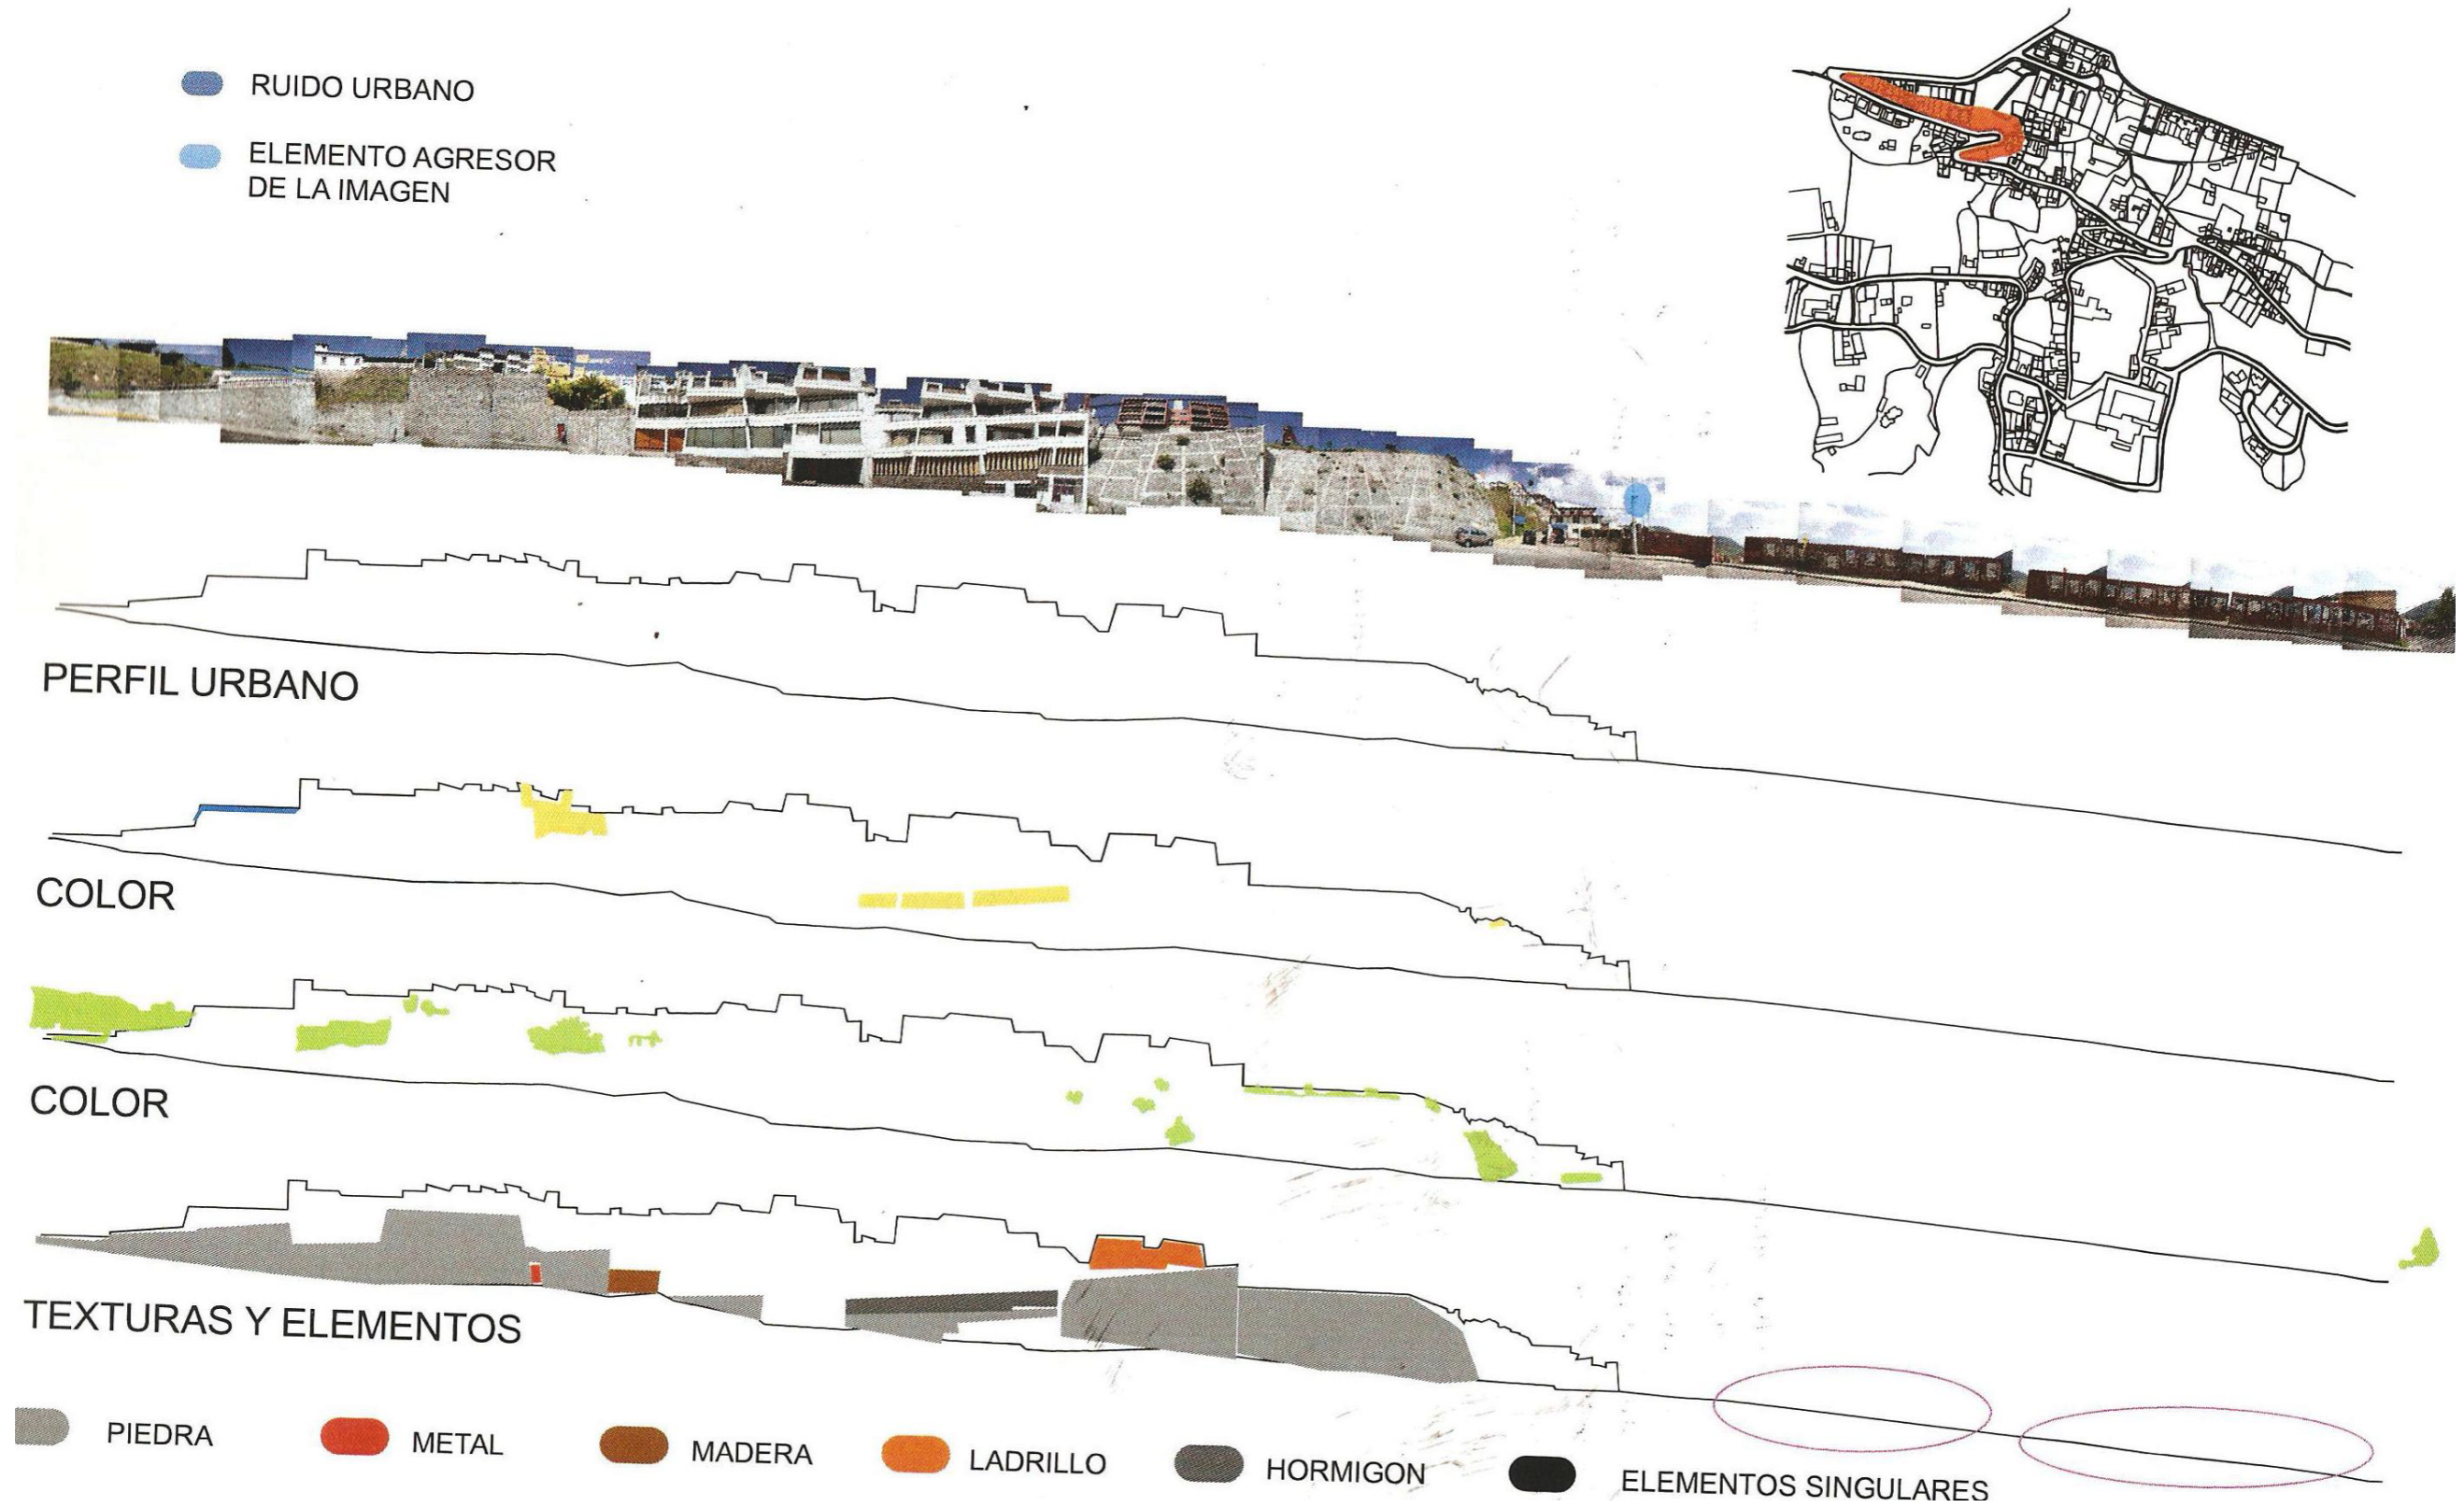 RUIDO URBANO
ELEMENTO AGRESOR
DE LA IMAGEN
PERFIL URBANO
COLOR
COLOR
TEXTURAS Y ELEMENTOS
PIEDRA
METAL
MADERA
LADRILLO
HORMIGON
ELEMENTOS SINGULARES